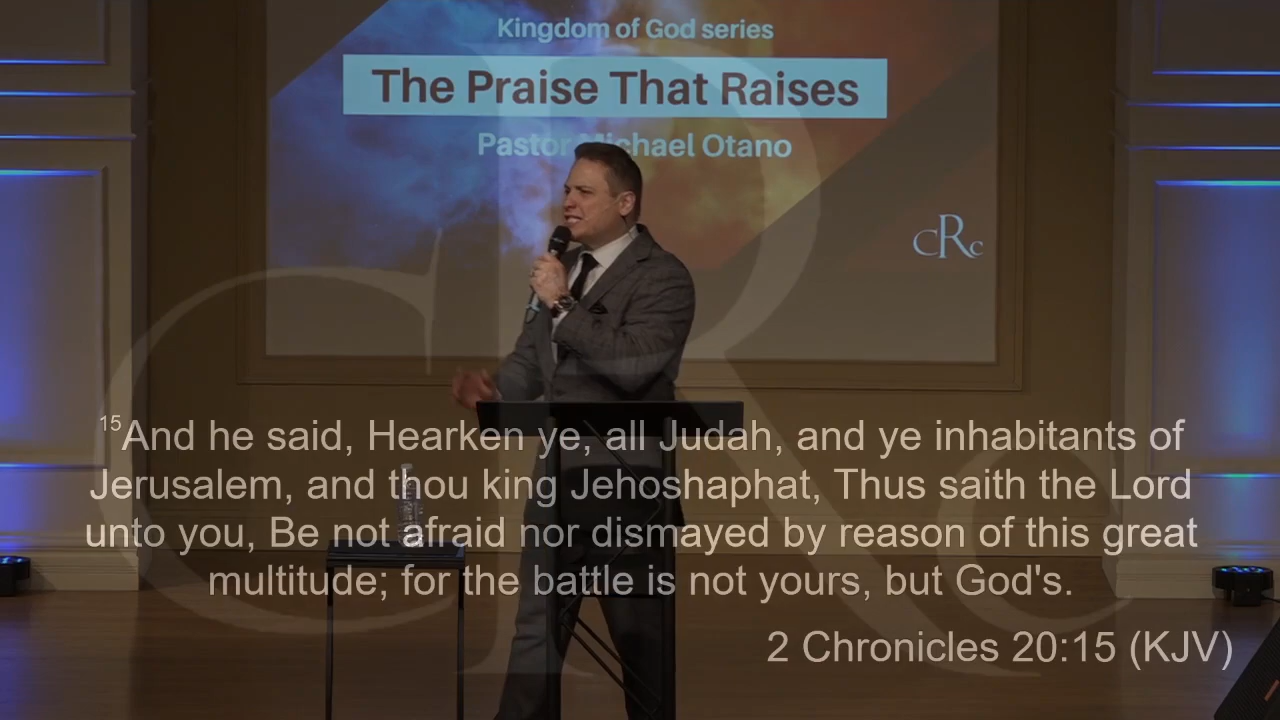 Kingdom of God series
The Praise That Raises
Pastor Michael Otano
cRc
15And he said, Hearken ye, all Judah, and ye inhabitants of
Jerusalem, and thou king Jehoshaphat, Thus saith the Lord
unto you, Be not afraid nor dismayed by reason of this great
multitude; for the battle is not yours, but God's.
2 Chronicles 20:15 (KJV)